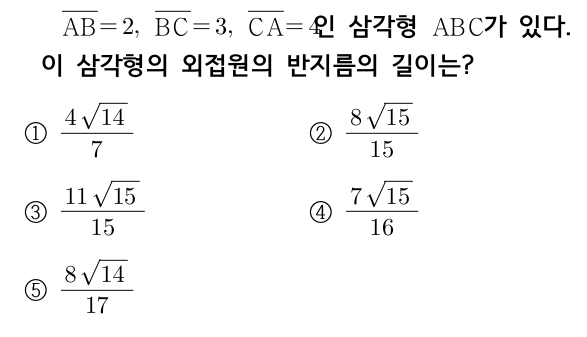 $\overline{AB}=2$, $\overline{BC}=3$, $\overline{CA}=4$인 삼각형 ABC가 있다.
이 삼각형의 외접원의 반지름의 길이는?
① $\frac{4\sqrt{14}}{7}$ ② $\frac{8\sqrt{15}}{15}$
③ $\frac{11\sqrt{15}}{15}$ ④ $\frac{7\sqrt{15}}{16}$
⑤ $\frac{8\sqrt{14}}{17}$